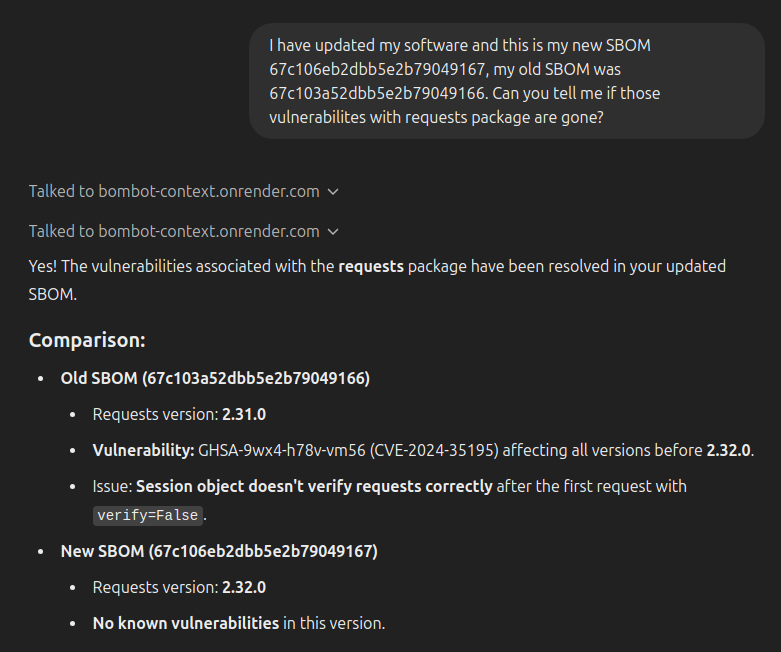 I have updated my software and this is my new SBOM
67c106eb2dbb5e2b79049167, my old SBOM was
67c103a52dbb5e2b79049166. Can you tell me if those
vulnerabilites with requests package are gone?
Talked to bombot-context.onrender.com
Talked to bombot-context.onrender.com
Yes! The vulnerabilities associated with the requests package have been resolved in your updated
SBOM.
Comparison:
• Old SBOM (67c103a52dbb5e2b79049166)
• Requests version: 2.31.0
• Vulnerability: GHSA-9wx4-h78v-vm56 (CVE-2024-35195) affecting all versions before 2.32.0.
• Issue: Session object doesn't verify requests correctly after the first request with
verify=False.
• New SBOM (67c106eb2dbb5e2b79049167)
• Requests version: 2.32.0
• No known vulnerabilities in this version.